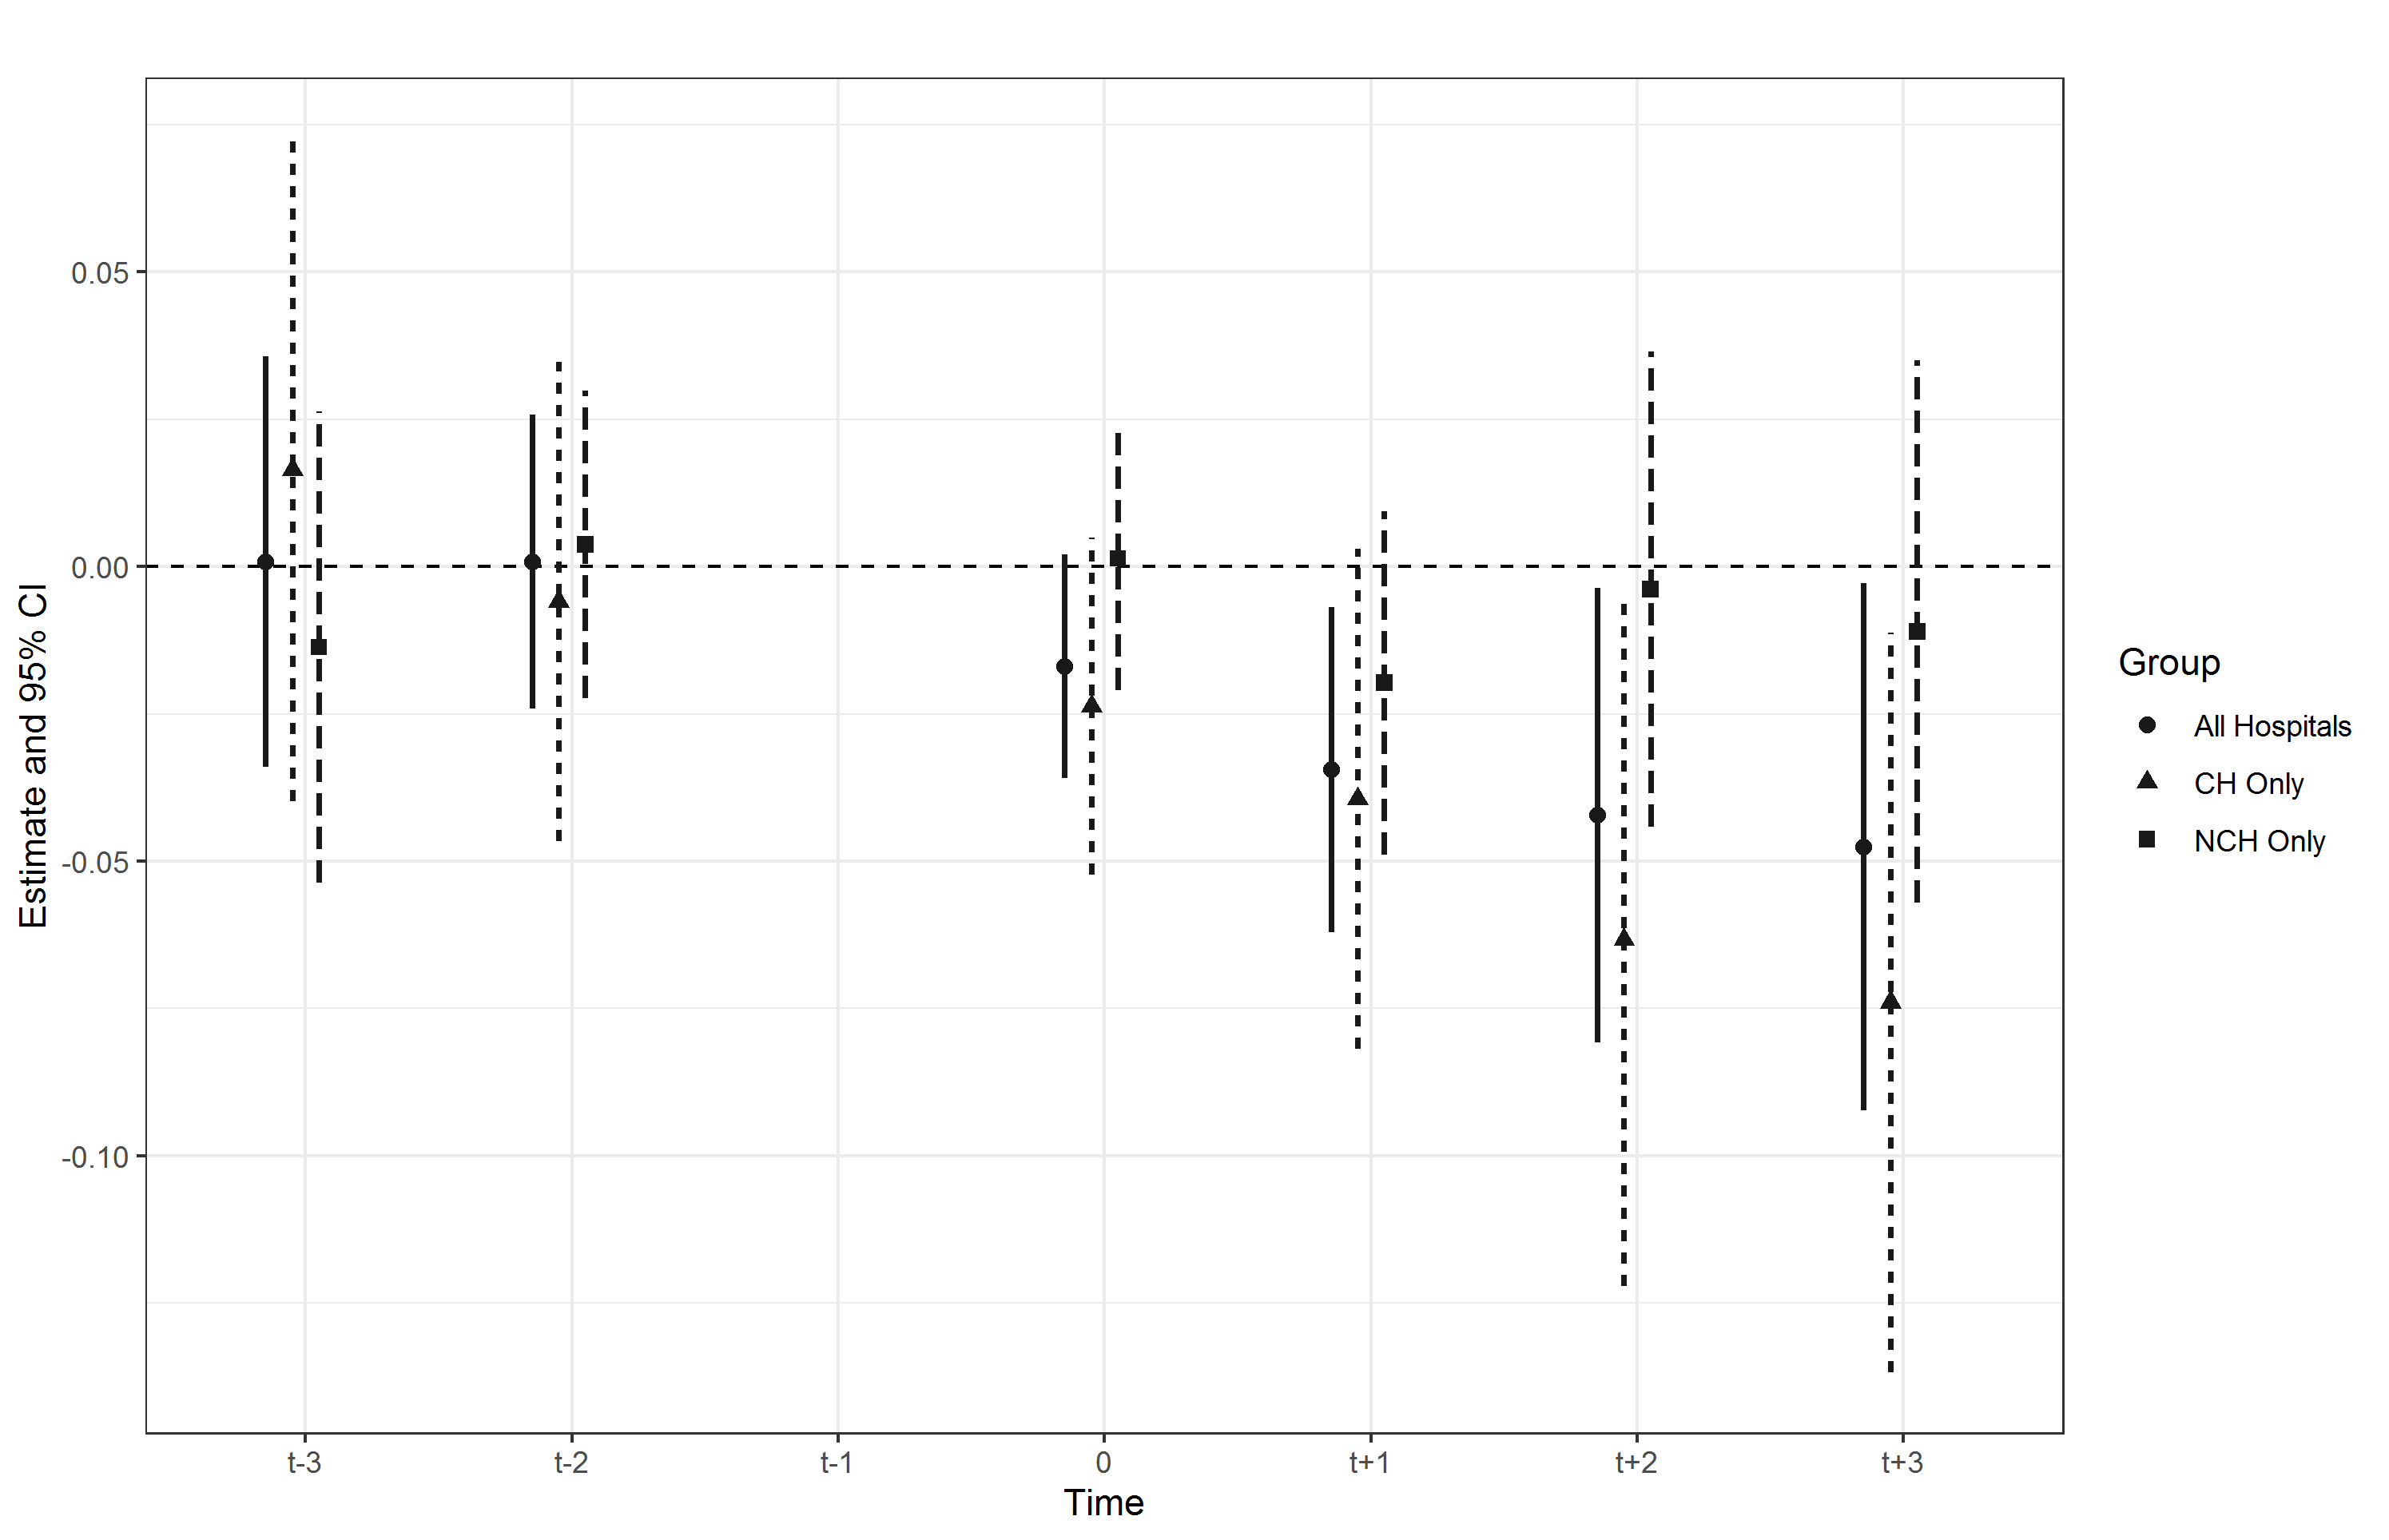 0.05
0.00
-0.05
-0.10
Estimate and 95% CI
t-3
t-2
t-1
0
t+1
t+2
t+3
Time
Group
All Hospitals
CH Only
NCH Only